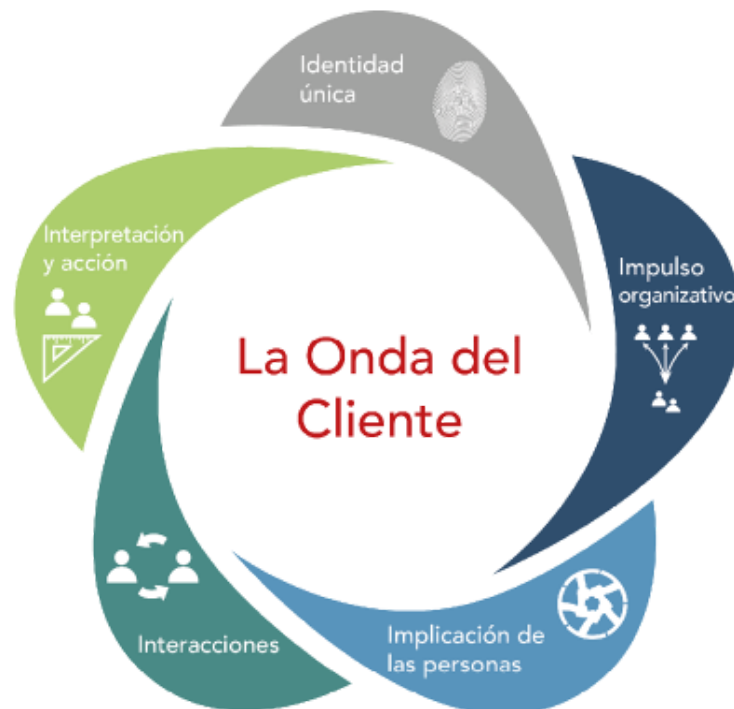 Identidad
única
Impulso
organizativo
Implicación de
las personas
Interacciones
Interpretación
y acción
La Onda del
Cliente